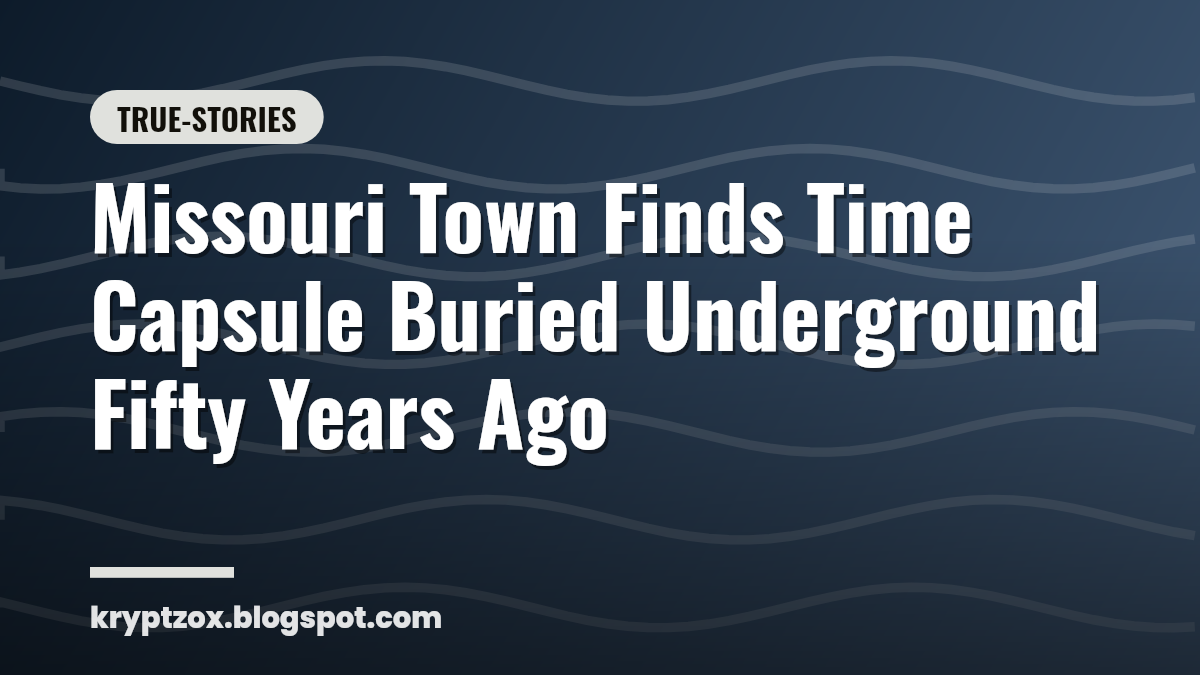 TRUE-STORIES
Missouri Town Finds Time
Capsule Buried Underground
Fifty Years Ago
kryptzox.blogspot.com